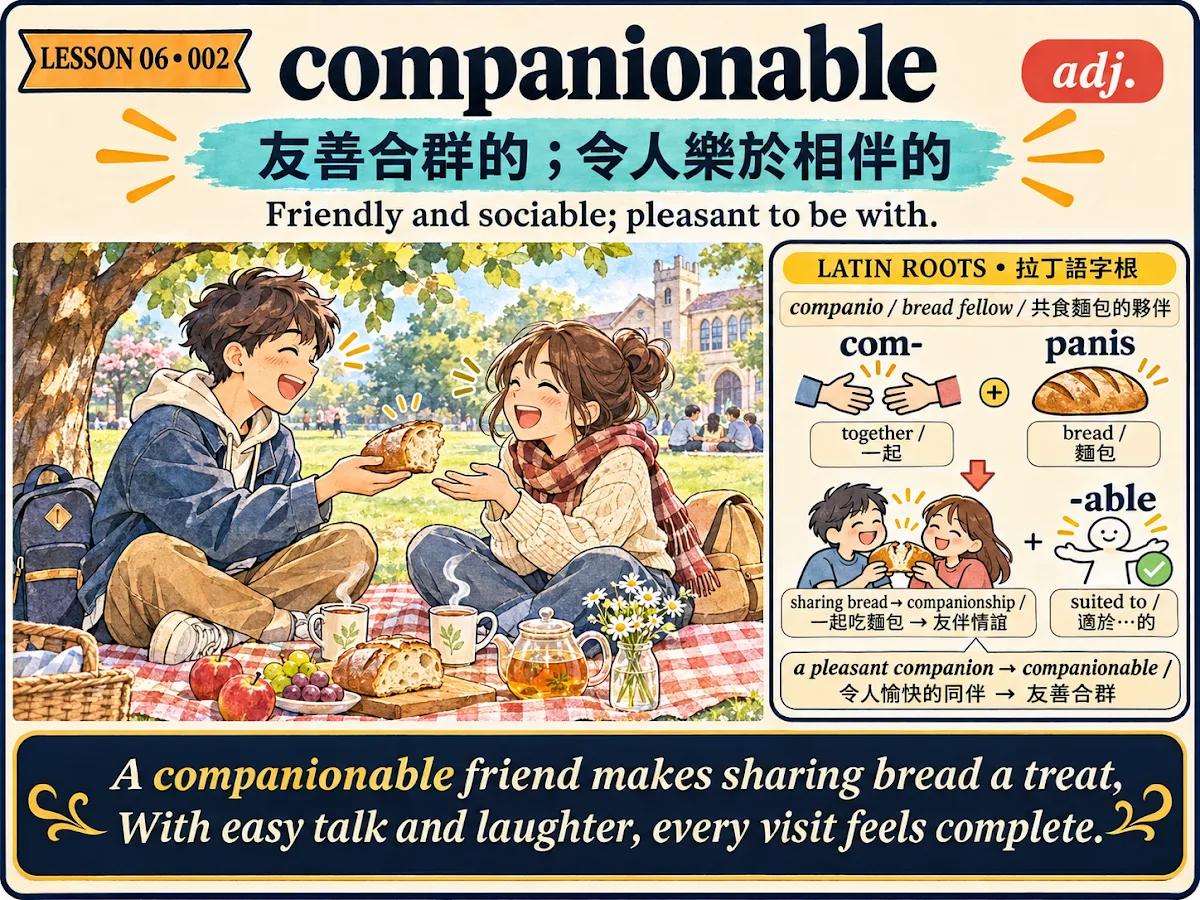 LESSON 06 • 002
companionable
adj.
友善合群的；令人樂於相伴的
Friendly and sociable; pleasant to be with.
LATIN ROOTS • 拉丁語字根
companio / bread fellow / 共食麵包的夥伴
com-
panis
+
together /
一起
bread /
麵包
-able
+
sharing bread → companionship /
一起吃麵包 → 友伴情誼
suited to /
適於⋯的
a pleasant companion → companionable /
令人愉快的同伴 → 友善合群
A companionable friend makes sharing bread a treat,
With easy talk and laughter, every visit feels complete.